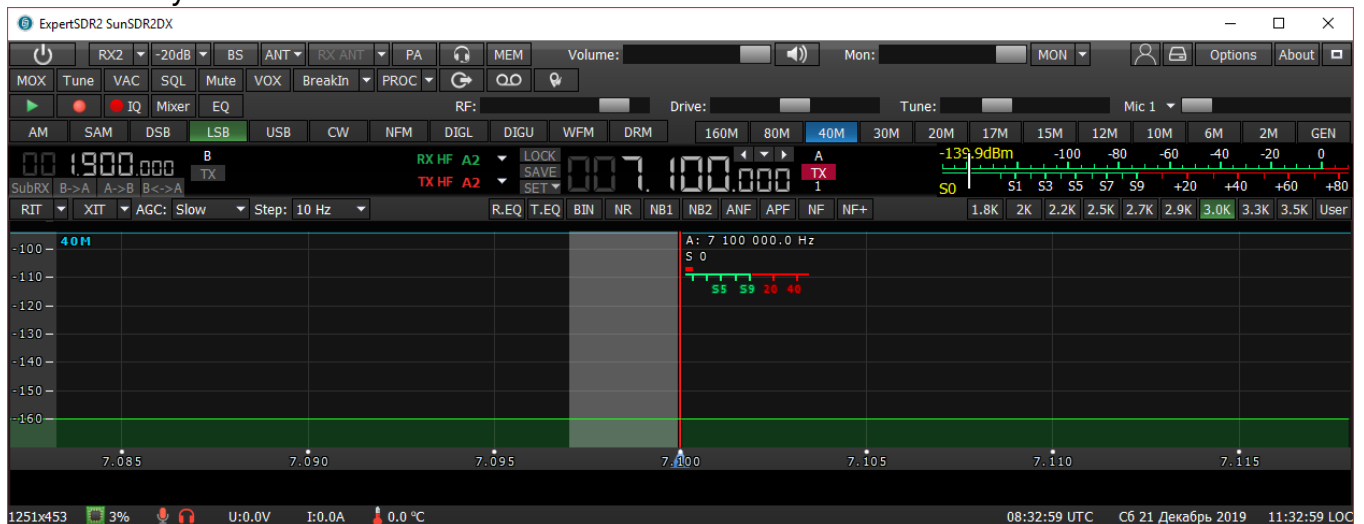 ExpertSDR2 SunSDR2DX
RX2 -20dB BS ANT RX ANT PA MEM Volume: Mon: MON Options About
MOX Tune VAC SQL Mute VOX BreakIn PROC
IQ Mixer EQ RF: Drive: Tune: Mic 1
AM SAM DSB LSB USB CW NFM DIGL DIGU WFM DRM 160M 80M 40M 30M 20M 17M 15M 12M 10M 6M 2M GEN
1.900.000 B TX RX HF A2 TX HF A2 LOCK SAVE SET 7.100.000 A TX 1 -139.9dBm -100 -80 -60 -40 -20 0
SubRX B->A A->B B<->A S0 S1 S3 S5 S7 S9 +20 +40 +60 +80
RIT XIT AGC: Slow Step: 10 Hz R.EQ T.EQ BIN NR NB1 NB2 ANF APF NF NF+ 1.8K 2K 2.2K 2.5K 2.7K 2.9K 3.0K 3.3K 3.5K User
40M A: 7 100 000.0 Hz
-100 S 0
-110 S5 S9 20 40
-120
-130
-140
-150
-160
7.085 7.090 7.095 7.100 7.105 7.110 7.115
1251x453 3% U:0.0V I:0.0A 0.0 °C 08:32:59 UTC Сб 21 Декабрь 2019 11:32:59 LOC